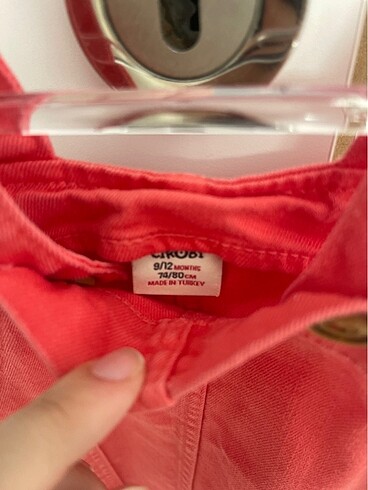 9/12 MONTHS
74/80 CM
MADE IN TURKEY